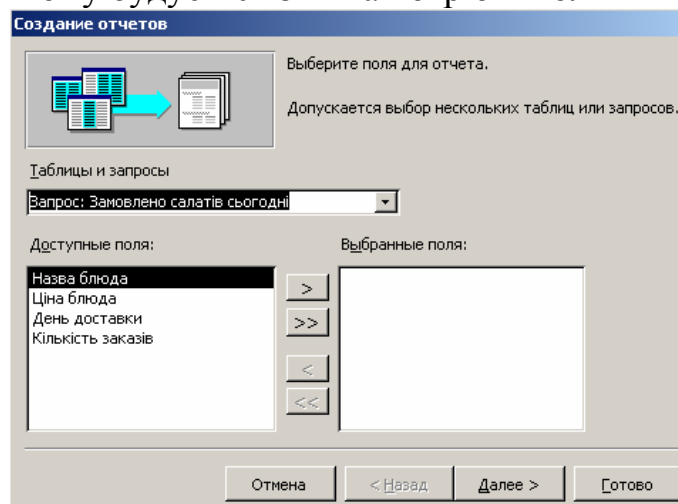 Создание отчетов
Выберите поля для отчета.
Допускается выбор нескольких таблиц или запросов.
Таблицы и запросы
Запрос: Замовлено салатів сьогодні
Доступные поля:
Выбранные поля:
Назва блюда
Ціна блюда
День доставки
Кількість заказів
>
>>
<
<<
Отмена
< Назад
Далее >
Готово